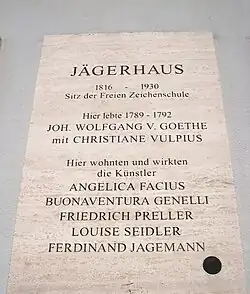 JÄGERHAUS
1816 - 1930
Sitz der Freien Zeichenschule
Hier lebte 1789 - 1792
JOH. WOLFGANG V. GOETHE
mit CHRISTIANE VULPIUS
Hier wohnten und wirkten
die Künstler
ANGELICA FACIUS
BUONAVENTURA GENELLI
FRIEDRICH PRELLER
LOUISE SEIDLER
FERDINAND JAGEMANN